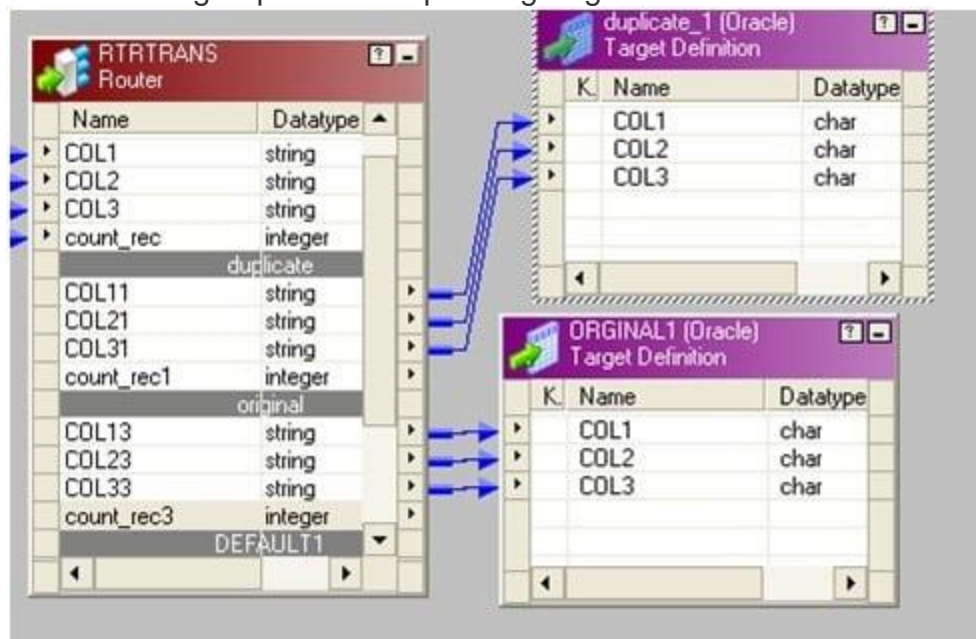 RTRTRANS
Router
Name Datatype
COL1 string
COL2 string
COL3 string
count_rec integer
duplicate
COL11 string
COL21 string
COL31 string
count_rec1 integer
original
COL13 string
COL23 string
COL33 string
count_rec3 integer
DEFAULT1
duplicate_1 (Oracle)
Target Definition
K. Name Datatype
COL1 char
COL2 char
COL3 char
ORGINAL1 (Oracle)
Target Definition
K. Name Datatype
COL1 char
COL2 char
COL3 char